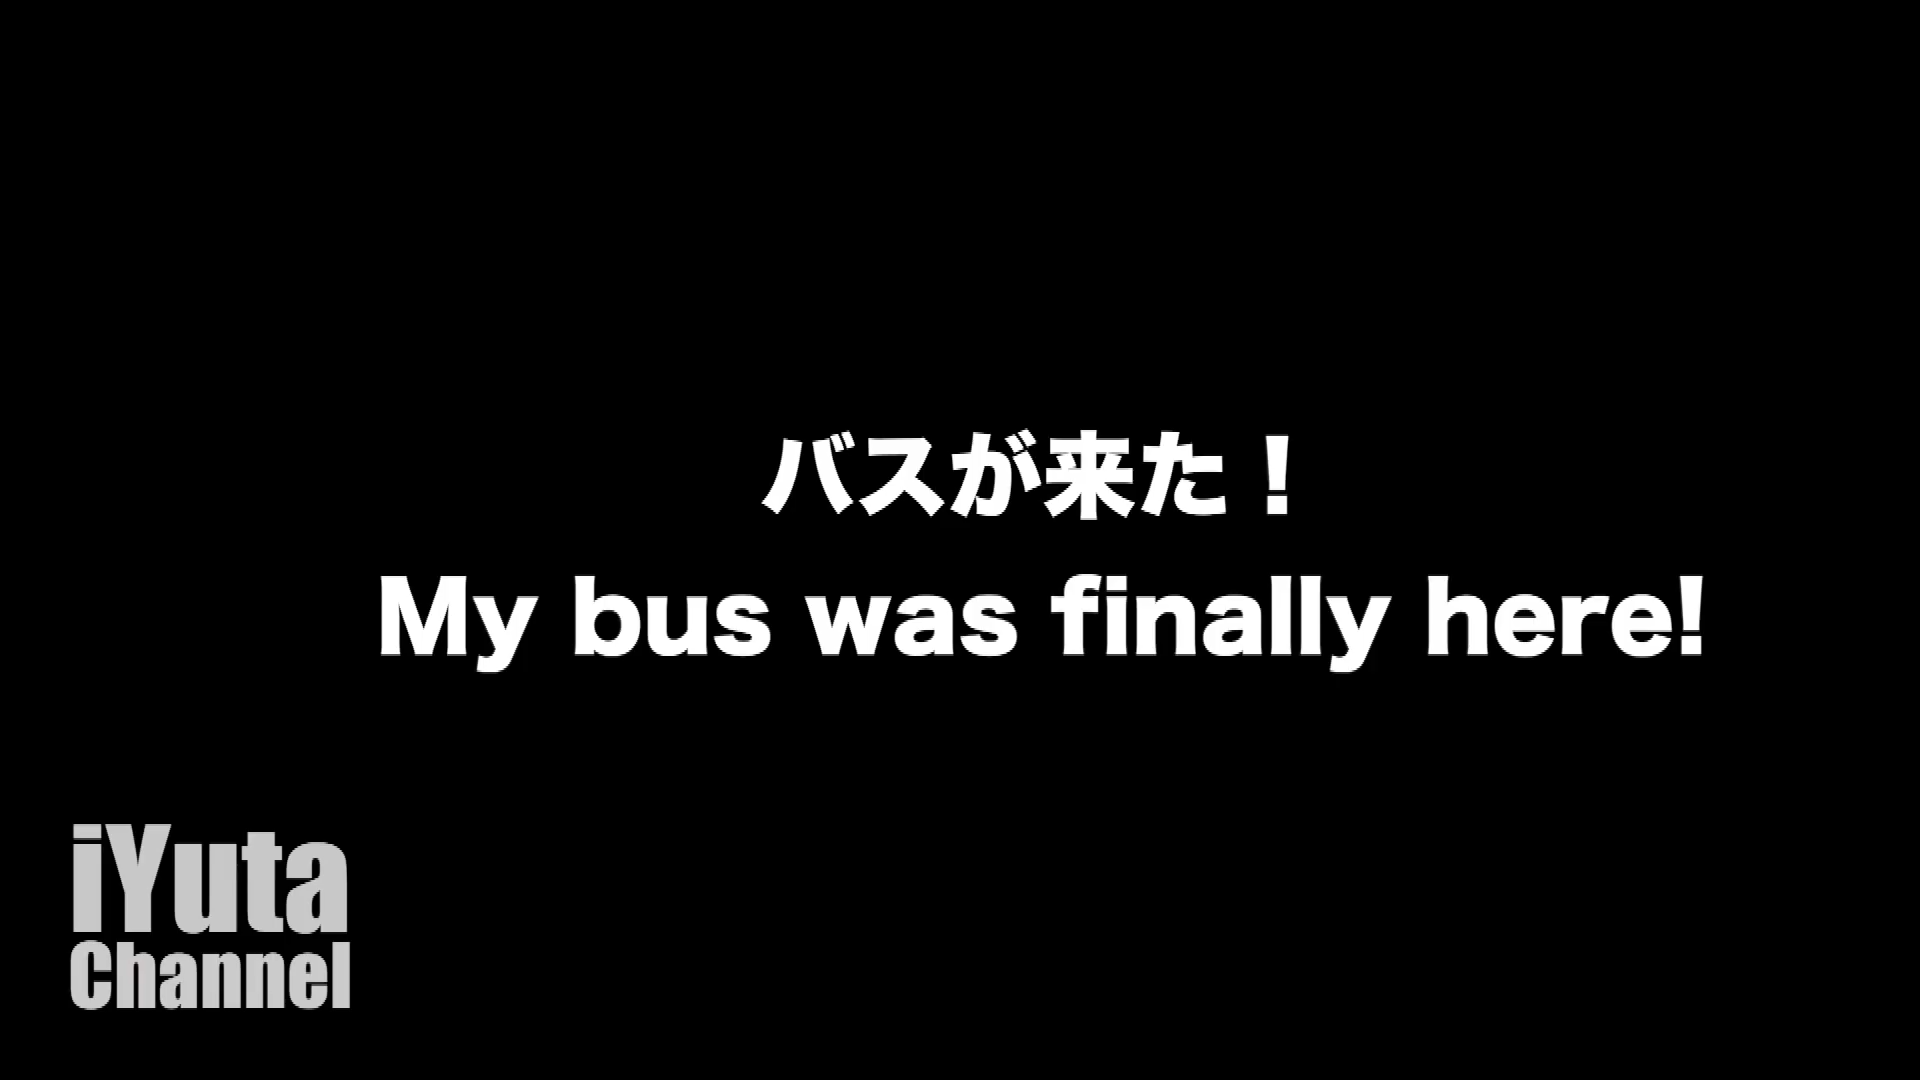 バスが来た！
My bus was finally here!
iYuta
Channel